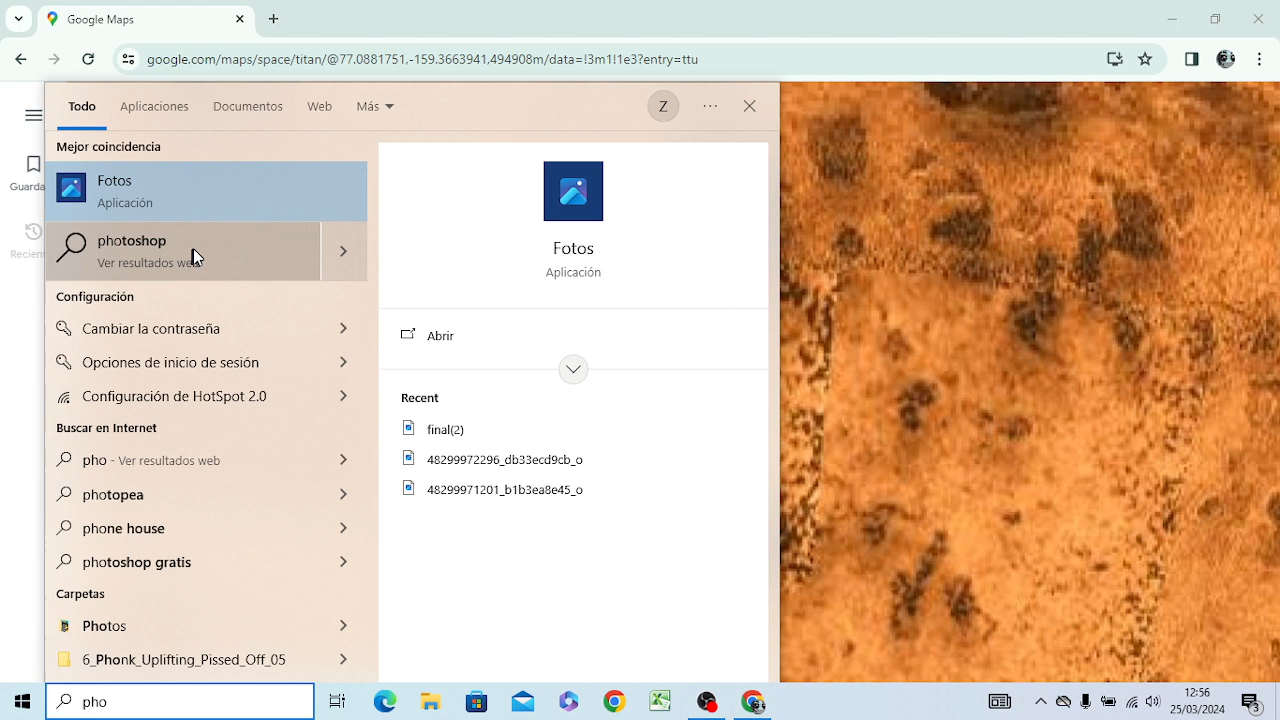 Google Maps
google.com/maps/space/titan/@77.0881751,-159.3663941,494908m/data=!3m1!1e3?entry=ttu
Guarda
Recien
Todo
Aplicaciones
Documentos
Web
Más
Z
Mejor coincidencia
Fotos
Aplicación
photoshop
Ver resultados web
Configuración
Cambiar la contraseña
Opciones de inicio de sesión
Configuración de HotSpot 2.0
Buscar en Internet
pho - Ver resultados web
photopea
phone house
photoshop gratis
Carpetas
Photos
6_Phonk_Uplifting_Pissed_Off_05
Fotos
Aplicación
Abrir
Recent
final(2)
48299972296_db33ecd9cb_o
48299971201_b1b3ea8e45_o
pho
12:56
25/03/2024
3